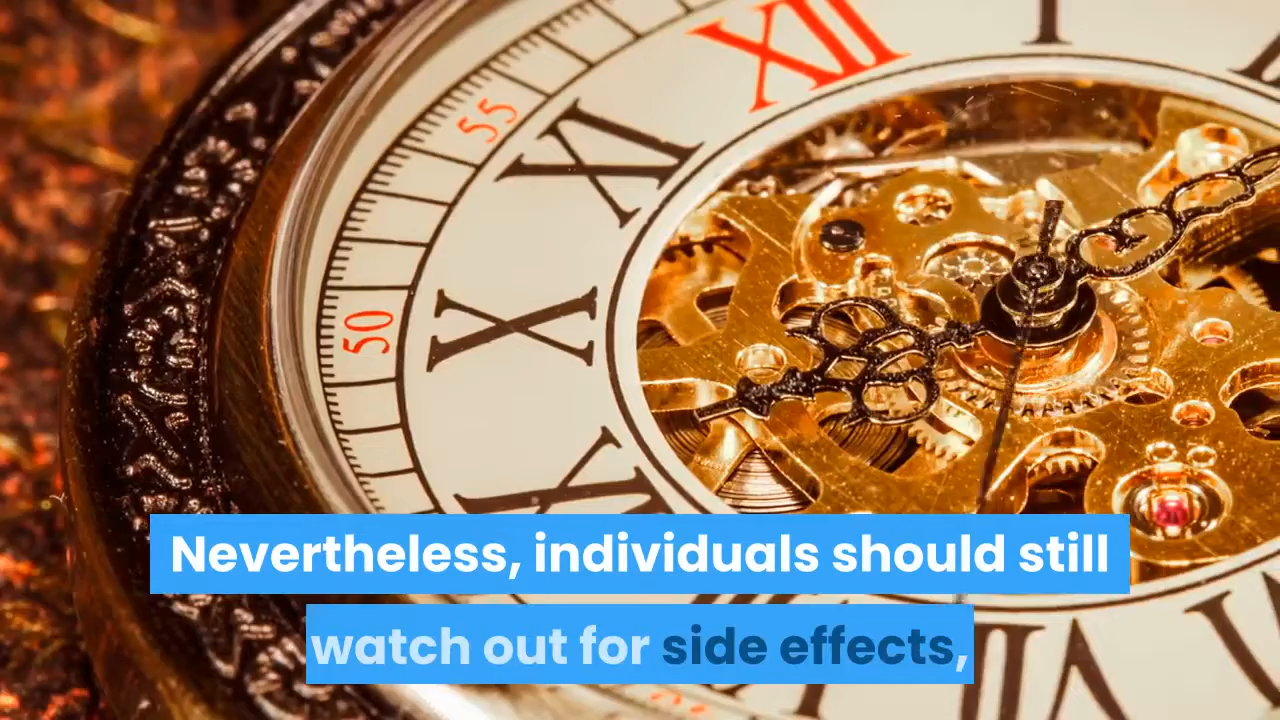 XII
I
55
XI
50
X
Nevertheless, individuals should still
watch out for side effects,